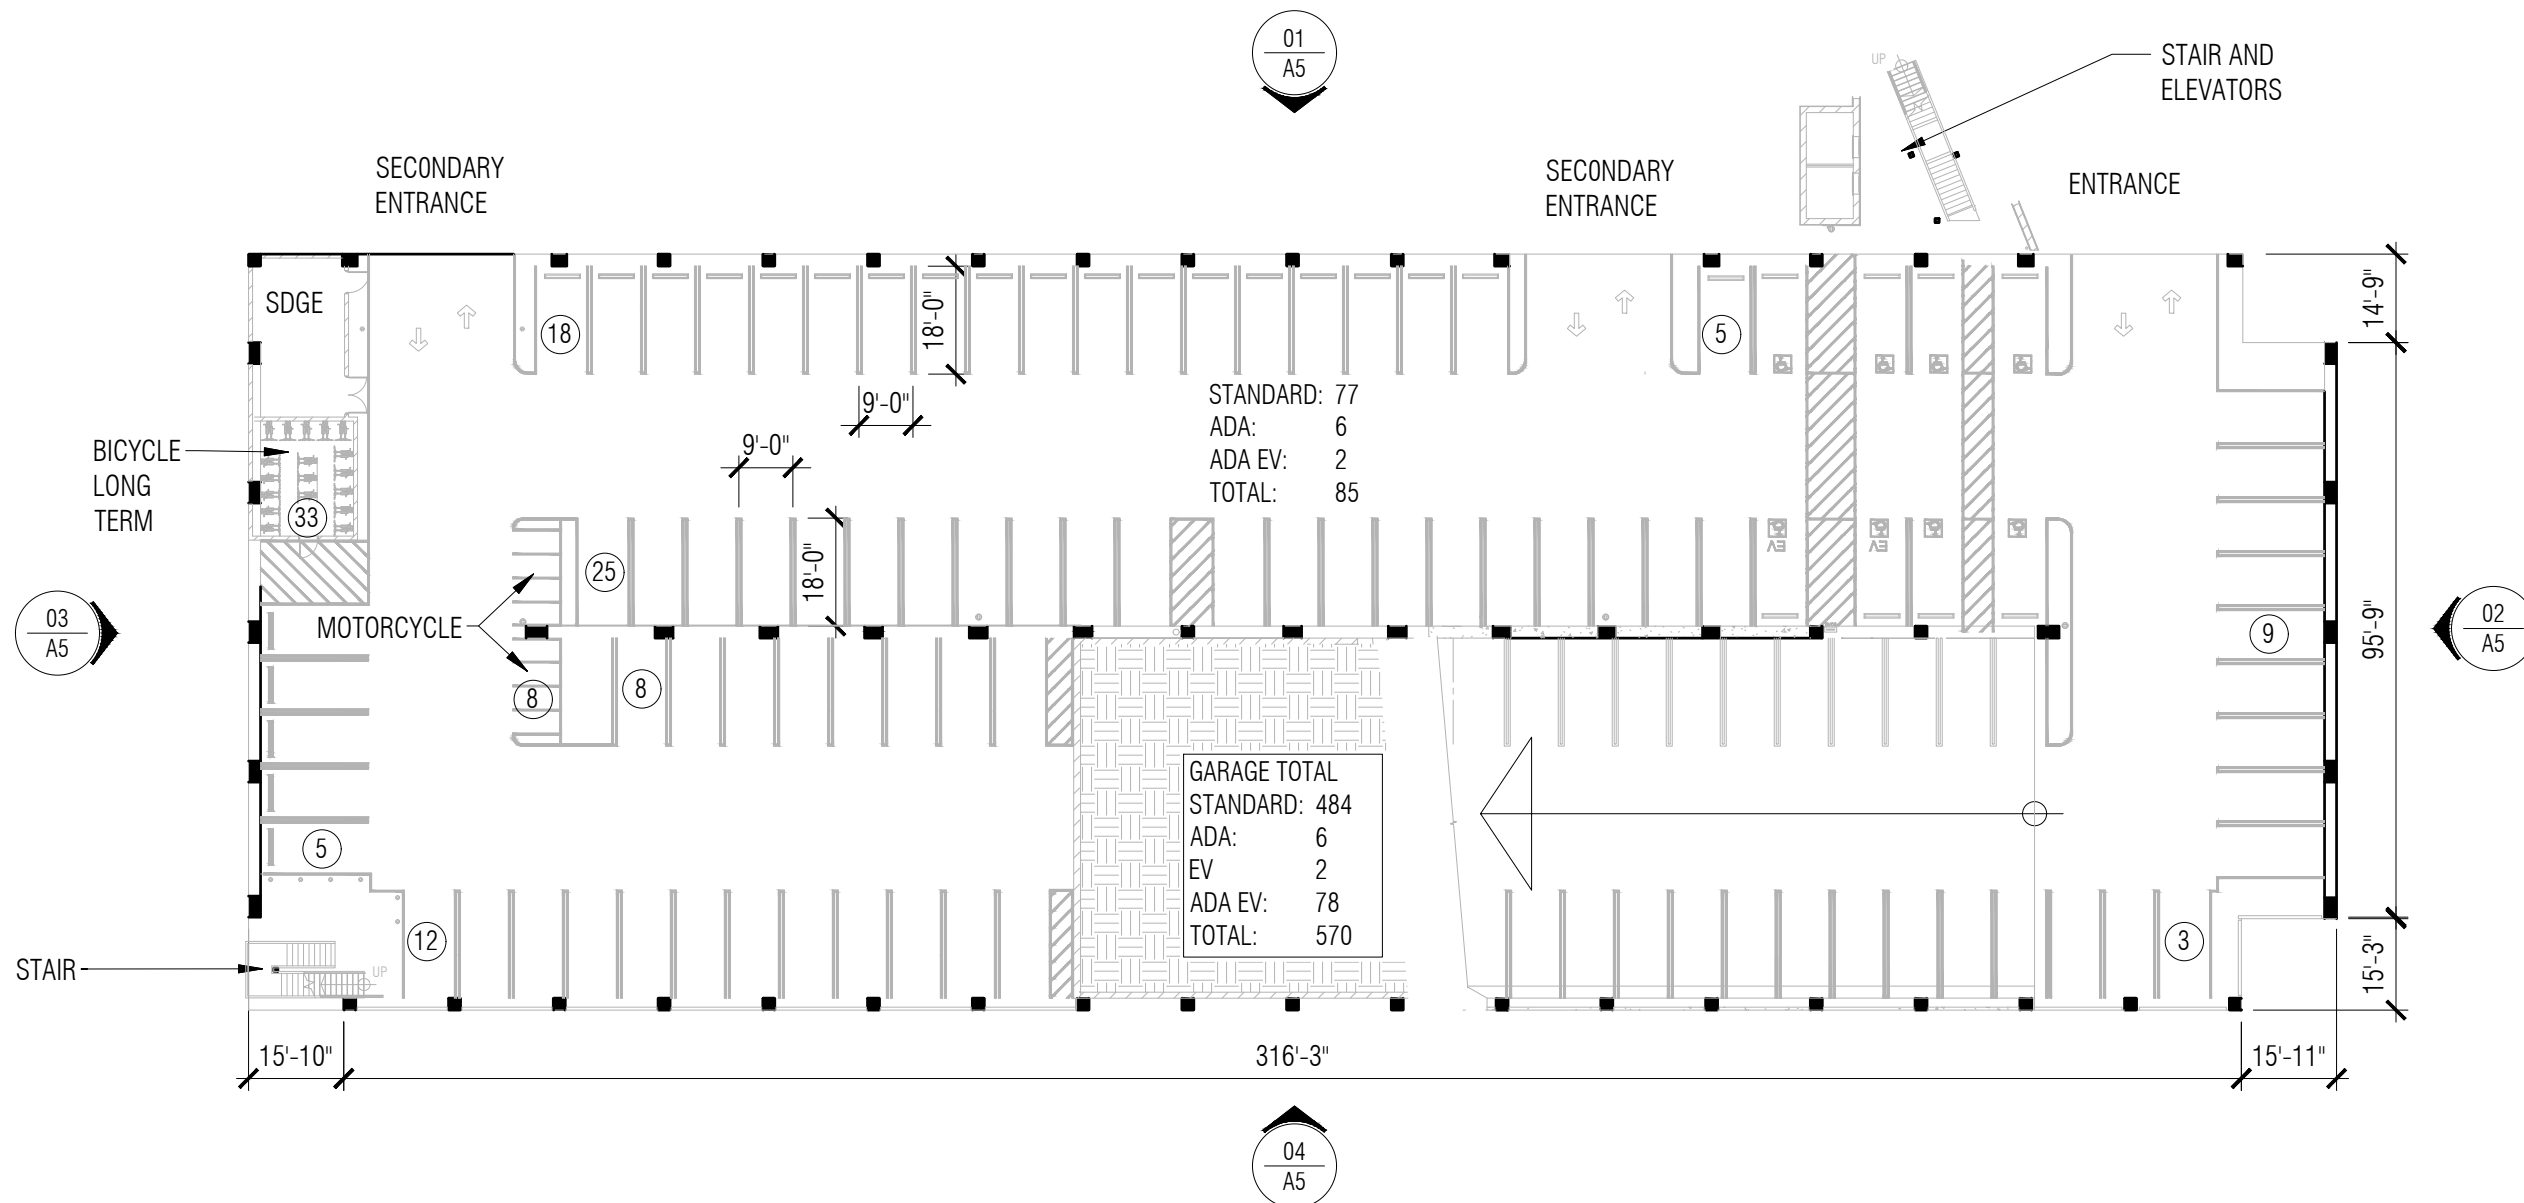 01
A5
UP
STAIR AND
ELEVATORS
SECONDARY
ENTRANCE
SECONDARY
ENTRANCE
ENTRANCE
SDGE
18
18'-0"
5
14'-9"
9'-0"
STANDARD: 77
ADA: 6
ADA EV: 2
TOTAL: 85
9'-0"
BICYCLE
LONG
TERM
33
EV
EV
25
18'-0"
03
A5
MOTORCYCLE
9
95'-9"
02
A5
8
8
GARAGE TOTAL
STANDARD: 484
ADA: 6
EV 2
ADA EV: 78
TOTAL: 570
5
12
3
STAIR
UP
15'-3"
15'-10"
316'-3"
15'-11"
04
A5